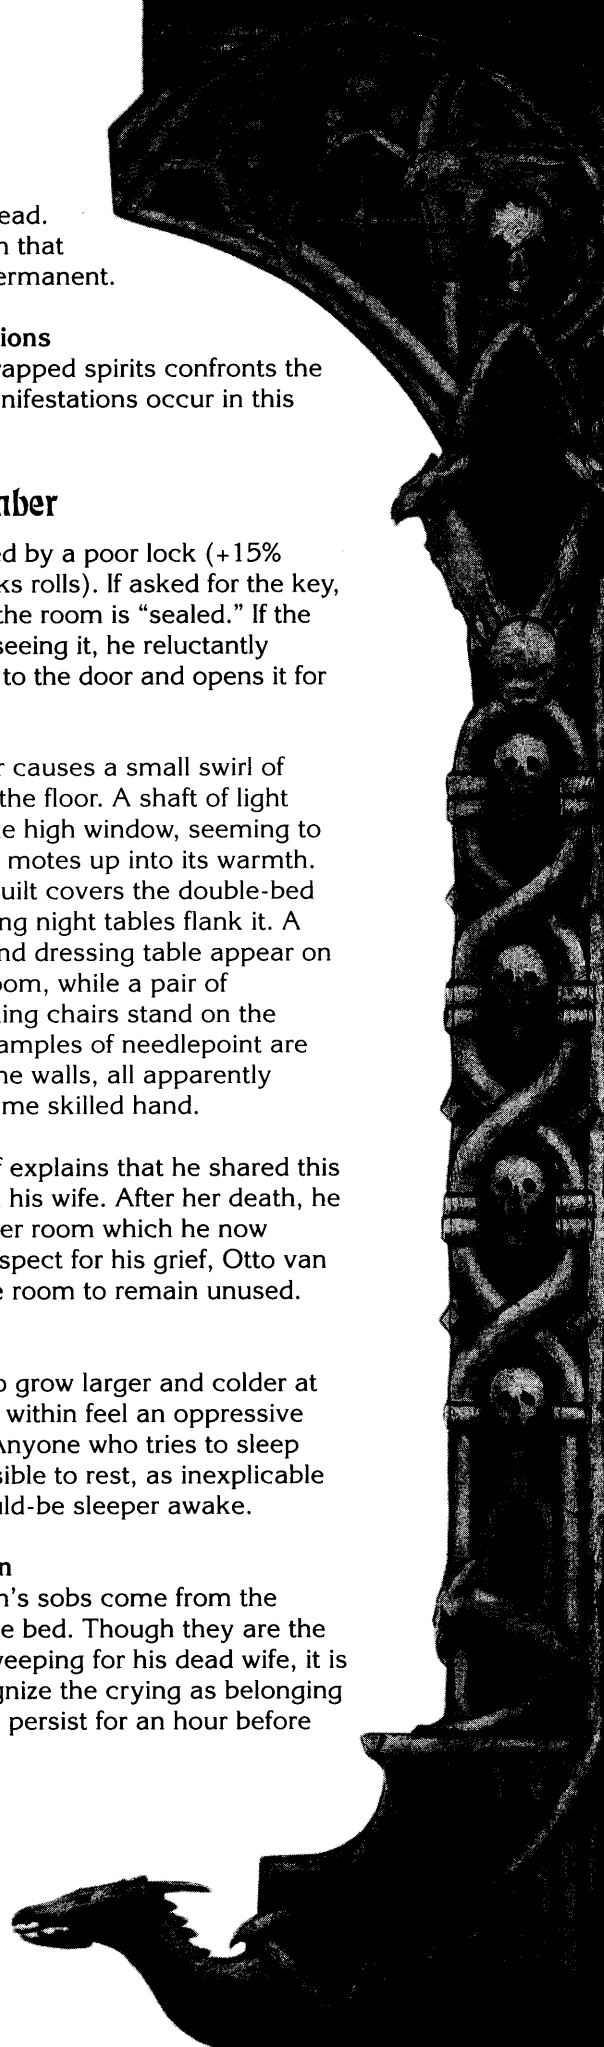 ead.
n that
ermanent.
ions
rapped spirits confronts the
nifestations occur in this
nber
ed by a poor lock (+15%
ks rolls). If asked for the key,
the room is “sealed.” If the
seeing it, he reluctantly
to the door and opens it for
r causes a small swirl of
the floor. A shaft of light
e high window, seeming to
motes up into its warmth.
uilt covers the double-bed
ng night tables flank it. A
nd dressing table appear on
oom, while a pair of
ing chairs stand on the
amples of needlepoint are
he walls, all apparently
me skilled hand.
f explains that he shared this
his wife. After her death, he
er room which he now
spect for his grief, Otto van
e room to remain unused.
o grow larger and colder at
within feel an oppressive
Anyone who tries to sleep
sible to rest, as inexplicable
uld-be sleeper awake.
n
n’s sobs come from the
e bed. Though they are the
weeping for his dead wife, it is
gnize the crying as belonging
persist for an hour before